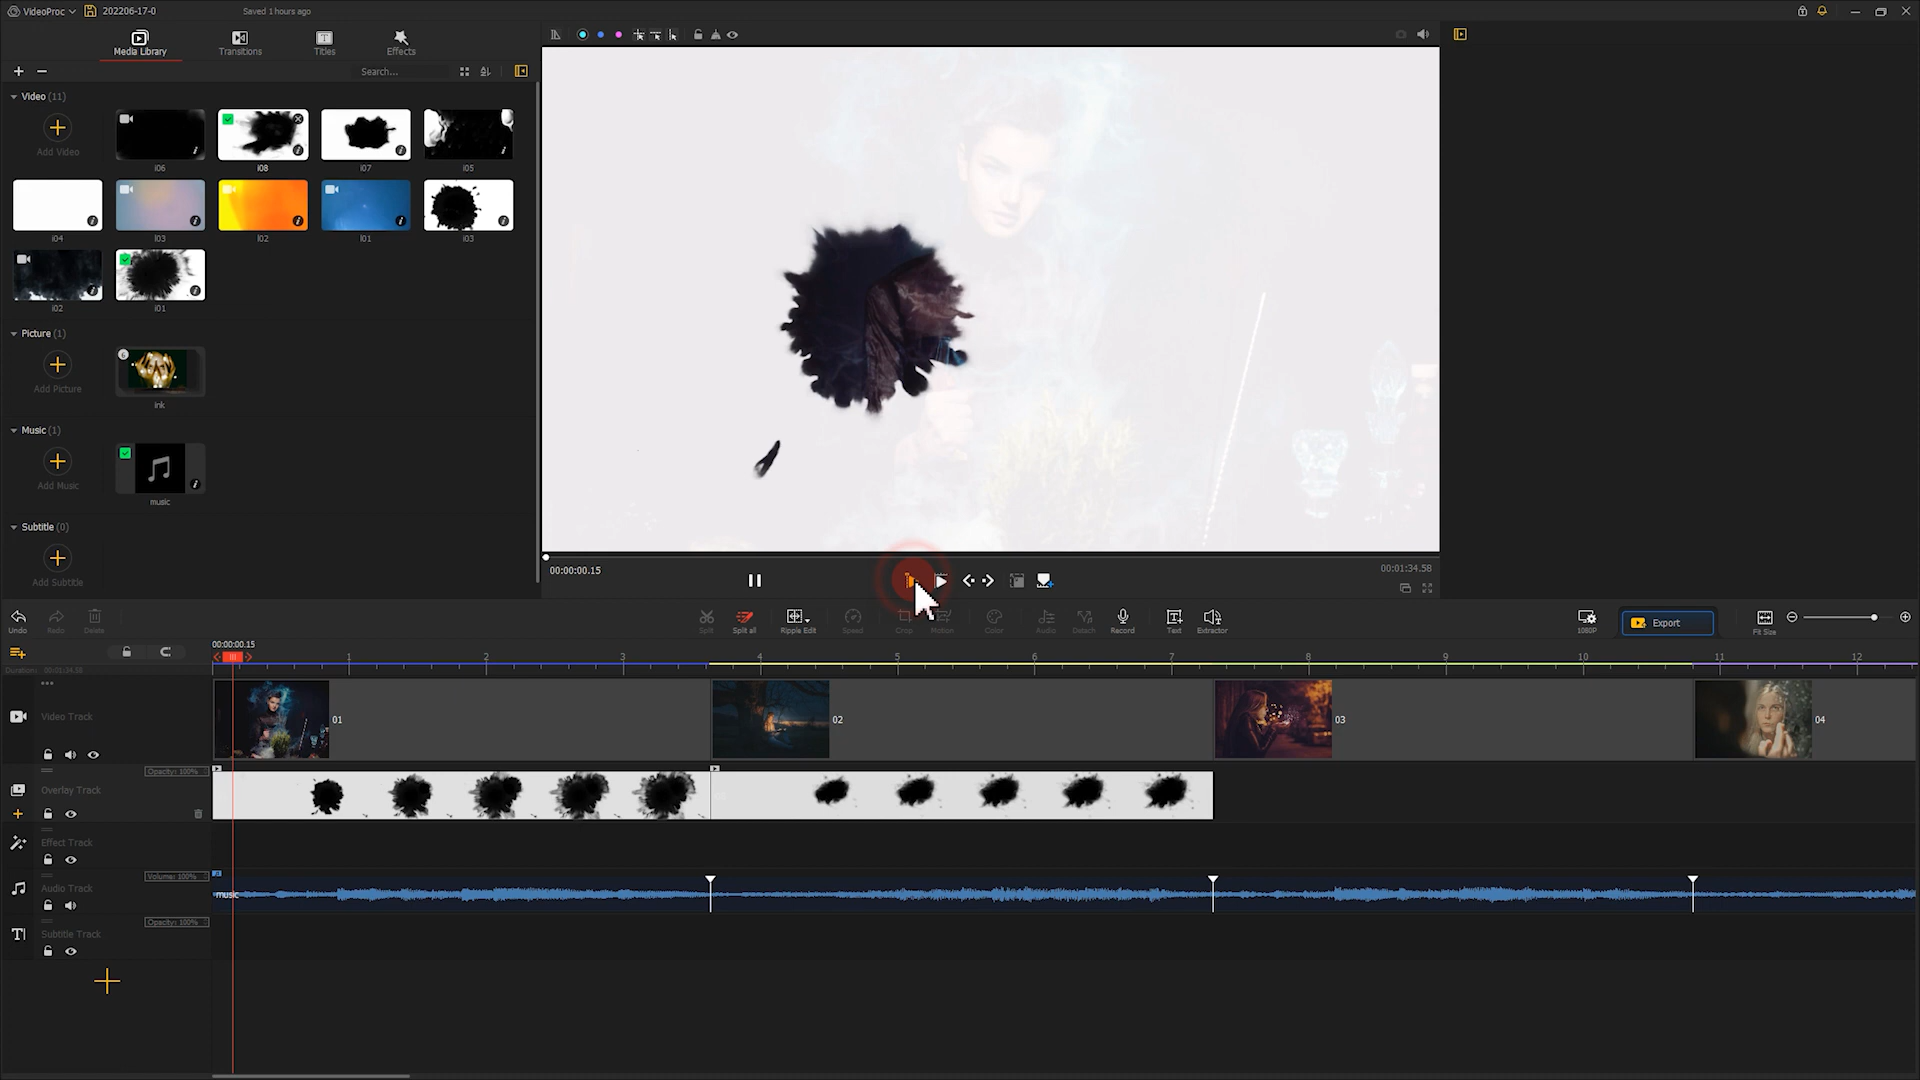 VideoProc 202206-17-0 Saved 1 hours ago
Media Library Transitions Titles Effects
Search...
Video (11)
Add Video i06 i08 i07 i05
i04 l03 l02 l01 i03
i02 i01
Picture (1)
Add Picture ink
Music (1)
Add Music music
Subtitle (0)
Add Subtitle
00:00:00.15 00:01:34.58
Undo Redo Delete Split Split all Ripple Edit Speed Crop Motion Color Audio Detach Record Text Extractor 1080P Export Fit Size
00:00:00.15
1 2 3 4 5 6 7 8 9 10 11 12
Duration: 00:01:34.58
Video Track 01 02 03 04
Opacity: 100%
Overlay Track
Effect Track
Volume: 100%
Audio Track music
Opacity: 100%
Subtitle Track